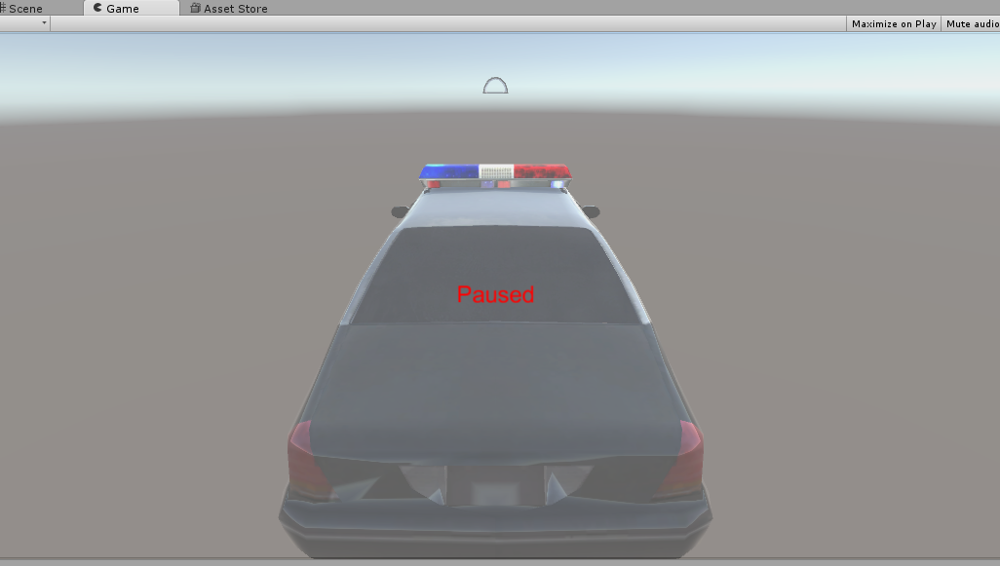 Scene Game Asset Store
Maximize on Play Mute audio
Paused